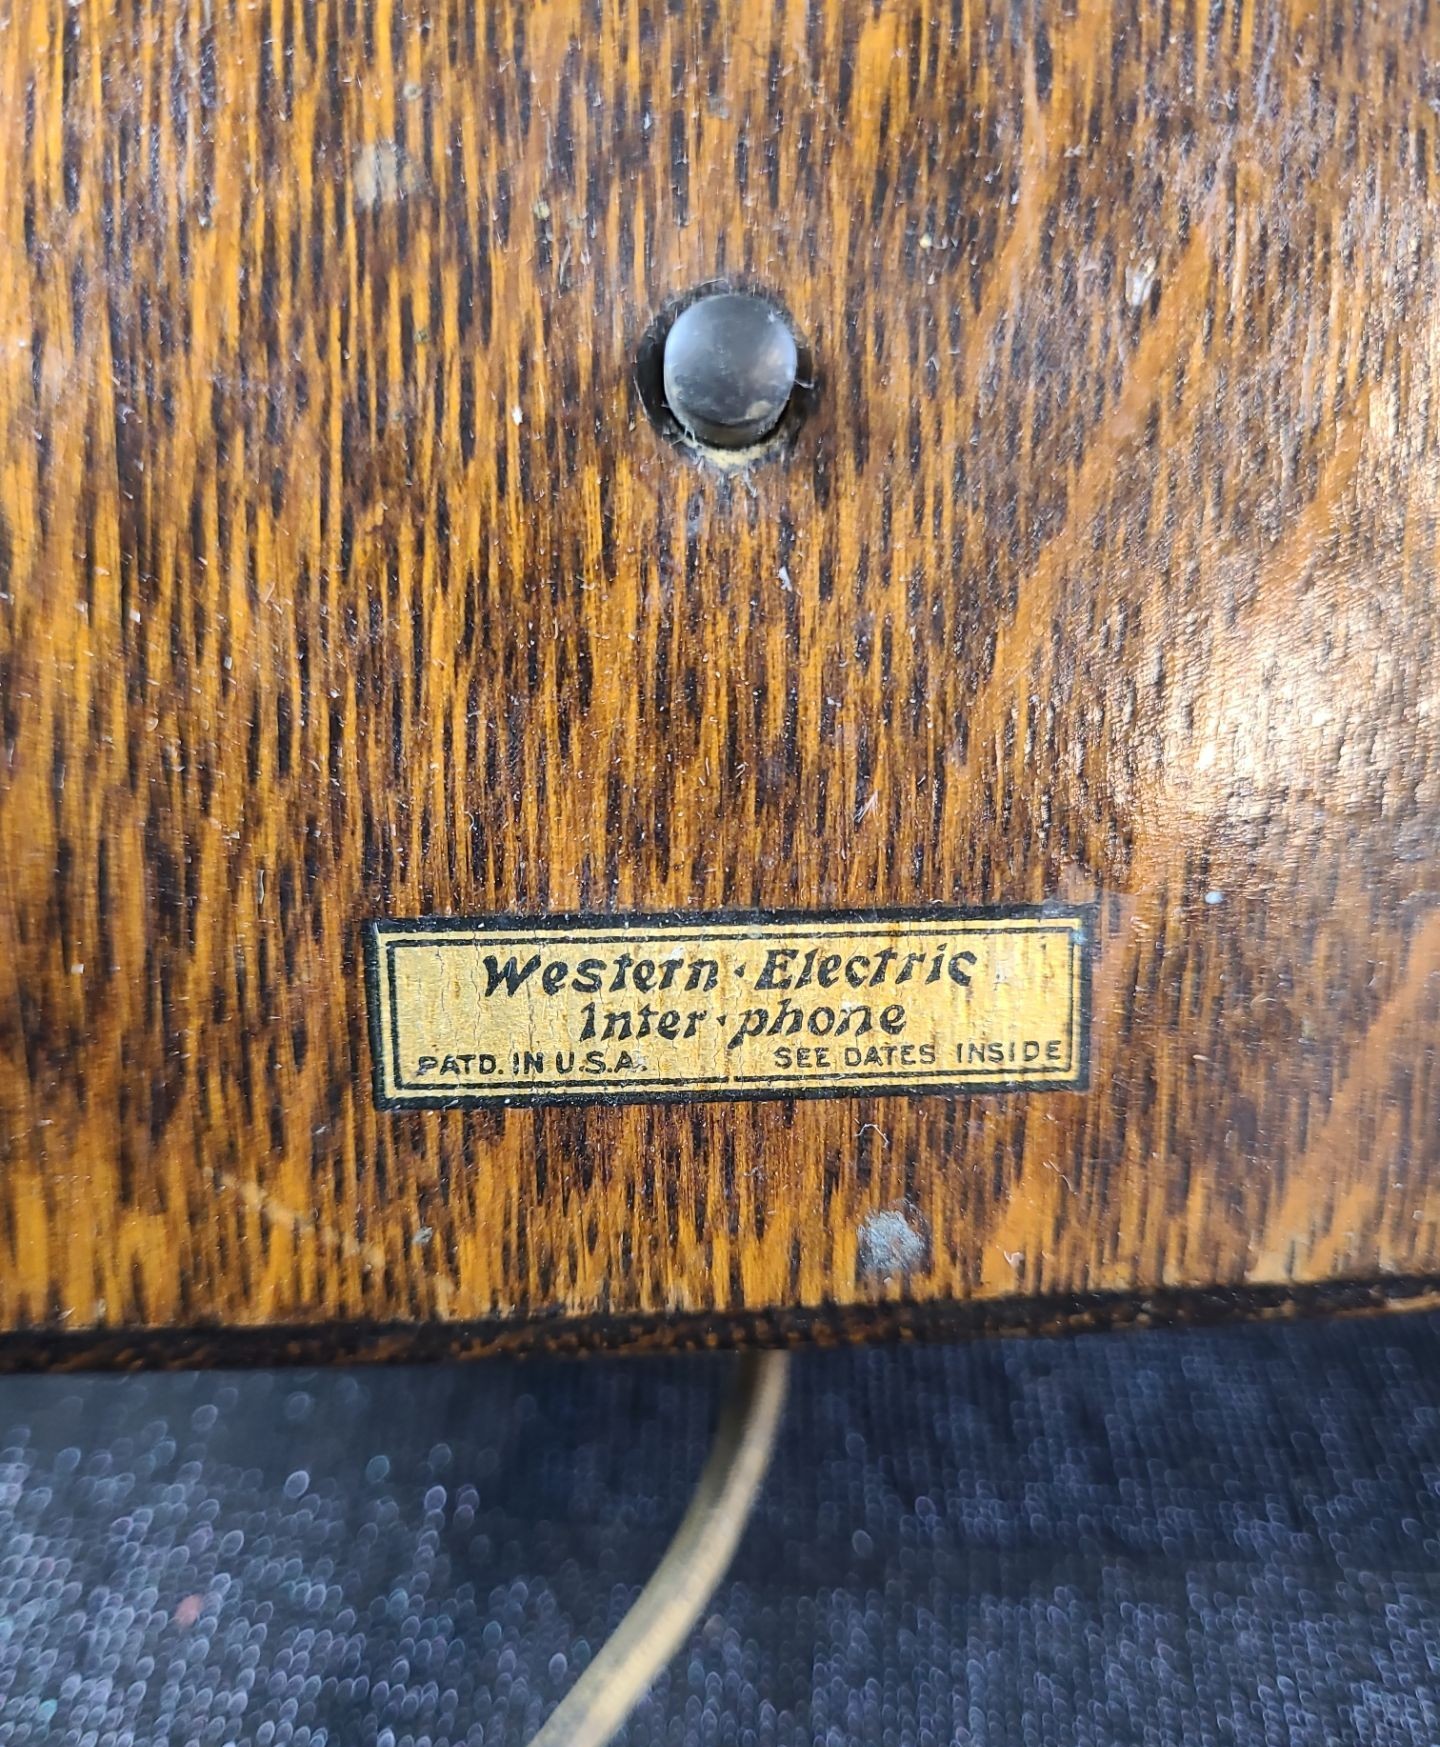 Western · Electric
Inter · phone
PATD. IN U.S.A. SEE DATES INSIDE